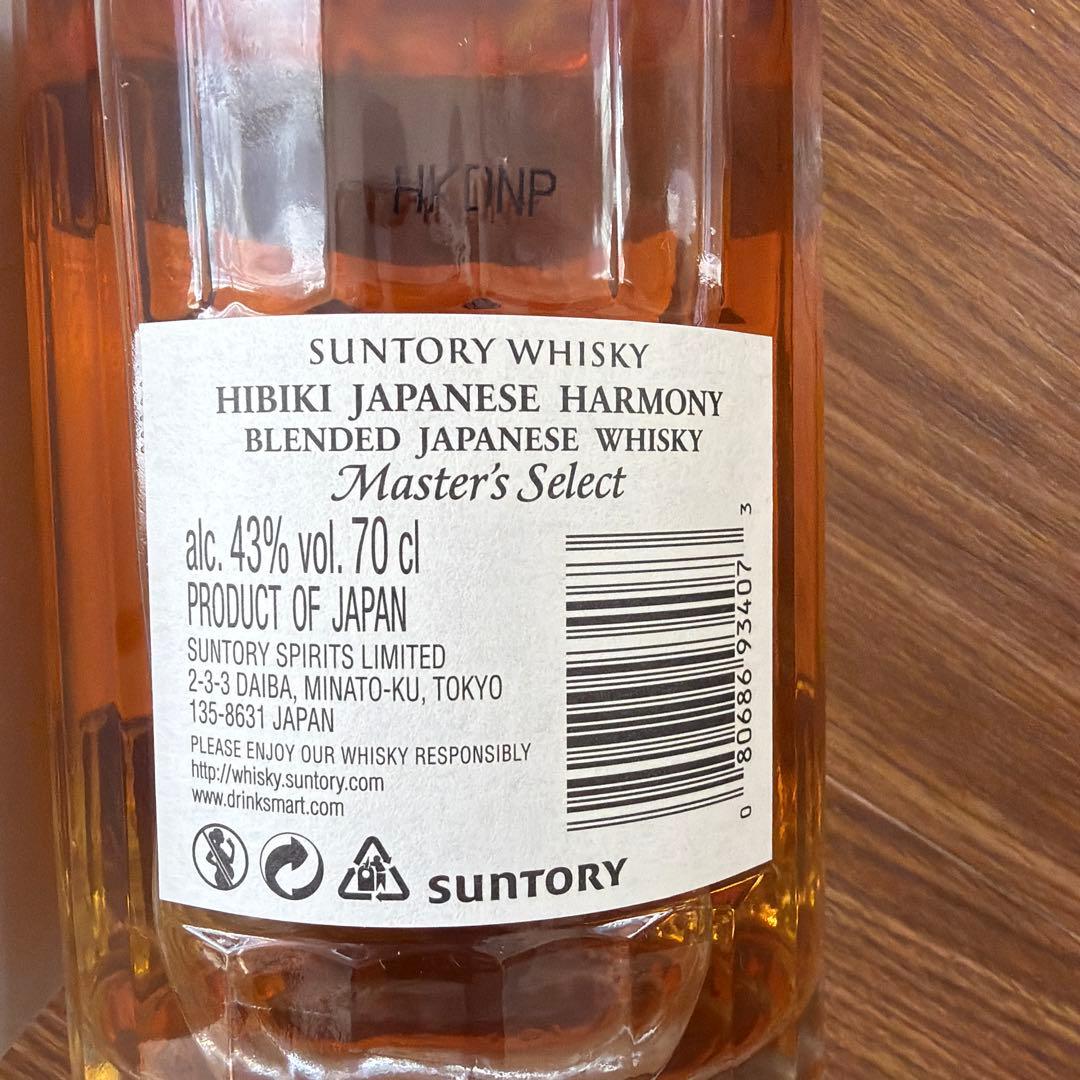 HKDNP
SUNTORY WHISKY
HIBIKI JAPANESE HARMONY
BLENDED JAPANESE WHISKY
Master's Select
alc. 43% vol. 70 cl
PRODUCT OF JAPAN
SUNTORY SPIRITS LIMITED
2-3-3 DAIBA, MINATO-KU, TOKYO
135-8631 JAPAN
PLEASE ENJOY OUR WHISKY RESPONSIBLY
http://whisky.suntory.com
www.drinksmart.com
0 80686 93407 3
SUNTORY